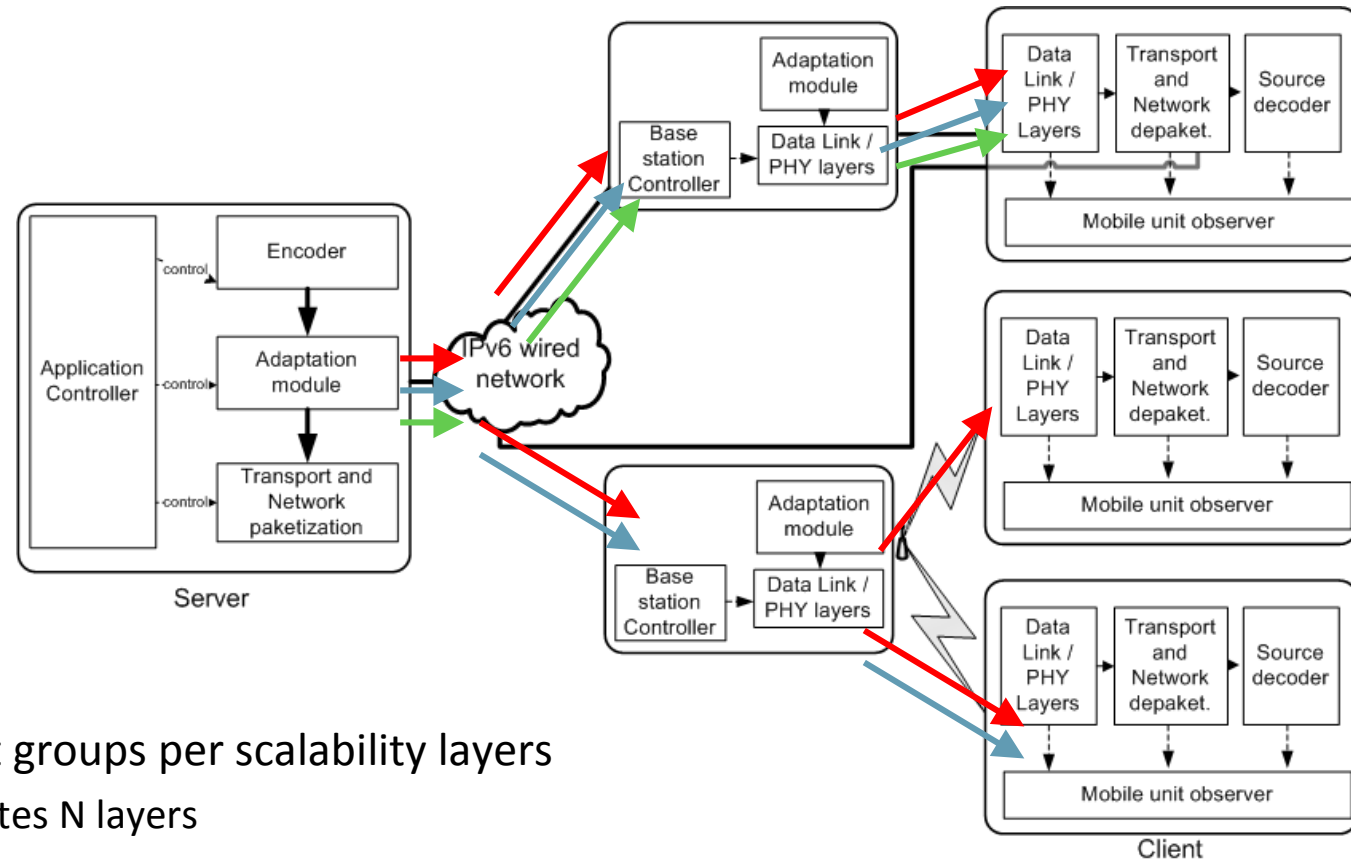 Application
Controller
control
control
control
Encoder
Adaptation
module
Transport and
Network
paketization
Server
IPv6 wired
network
Adaptation
module
Base
station
Controller
Data Link /
PHY layers
Adaptation
module
Base
station
Controller
Data Link /
PHY layers
Data
Link /
PHY
Layers
Transport
and
Network
depaket.
Source
decoder
Mobile unit observer
Data
Link /
PHY
Layers
Transport
and
Network
depaket.
Source
decoder
Mobile unit observer
Data
Link /
PHY
Layers
Transport
and
Network
depaket.
Source
decoder
Mobile unit observer
Client
groups per scalability layers
tes N layers